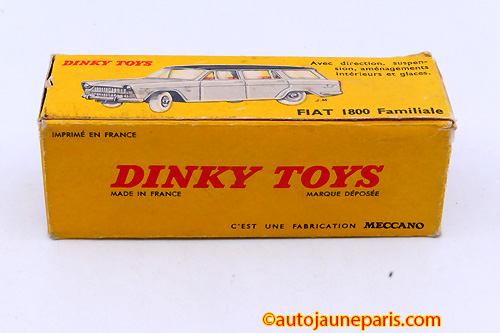 DINKY TOYS
Avec direction, suspen-
sion, aménagements
intérieurs et glaces.
J.M
FIAT 1800 Familiale
IMPRIMÉ EN FRANCE
DINKY TOYS
MADE IN FRANCE MARQUE DÉPOSÉE
C'EST UNE FABRICATION MECCANO
©autojauneparis.com